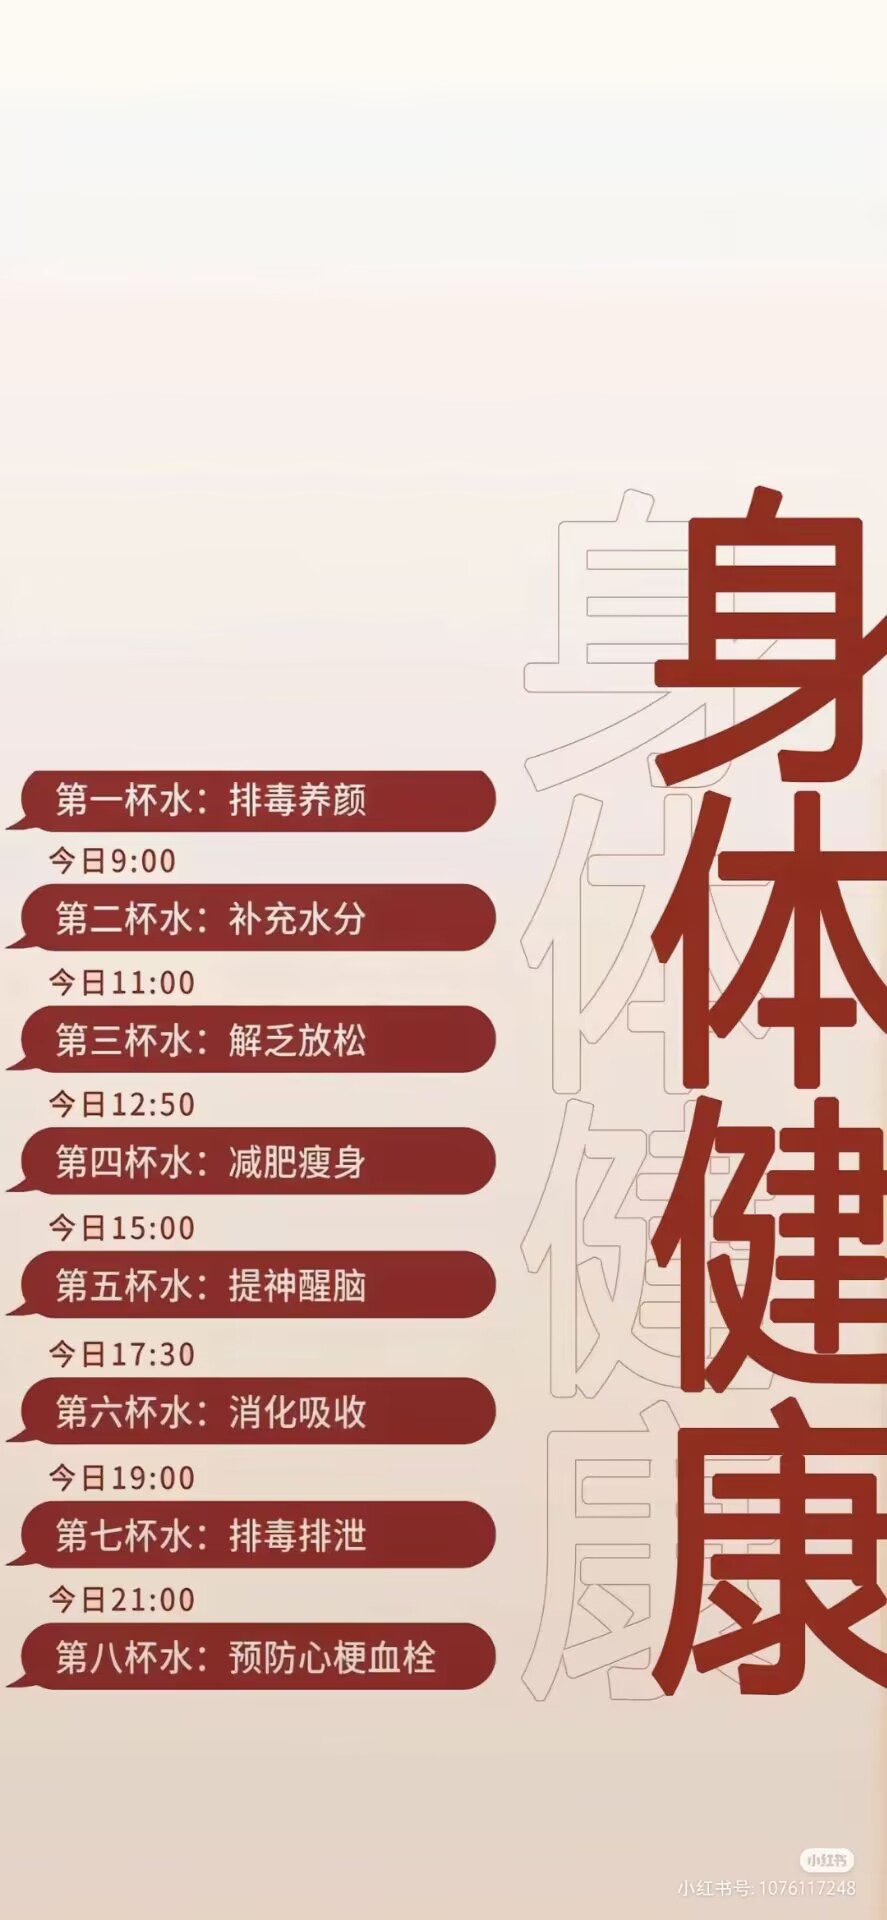 第一杯水：排毒养颜
今日9:00
第二杯水：补充水分
今日11:00
第三杯水：解乏放松
今日12:50
第四杯水：减肥瘦身
今日15:00
第五杯水：提神醒脑
今日17:30
第六杯水：消化吸收
今日19:00
第七杯水：排毒排泄
今日21:00
第八杯水：预防心梗血栓
身体健康
身体健康
小红书
小红书号: 1076117248